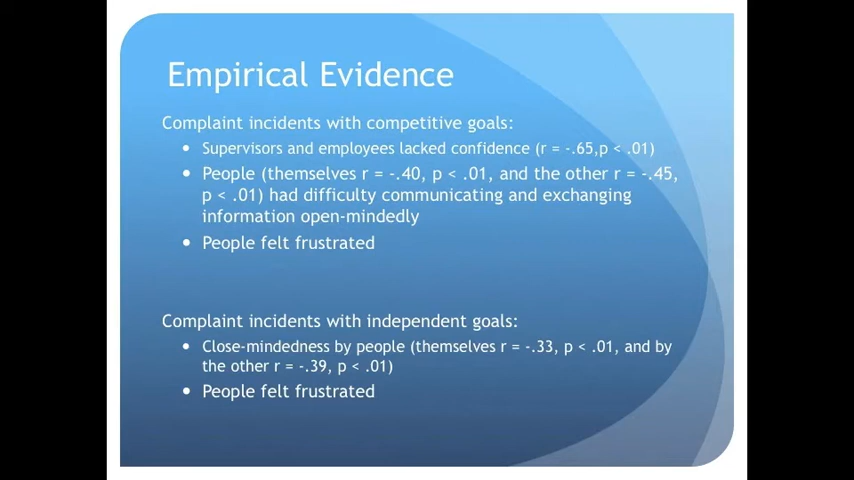 Empirical Evidence
Complaint incidents with competitive goals:
• Supervisors and employees lacked confidence (r = -.65,p < .01)
• People (themselves r = -.40, p < .01, and the other r = -.45,
p < .01) had difficulty communicating and exchanging
information open-mindedly
• People felt frustrated
Complaint incidents with independent goals:
• Close-mindedness by people (themselves r = -.33, p < .01, and by
the other r = -.39, p < .01)
• People felt frustrated